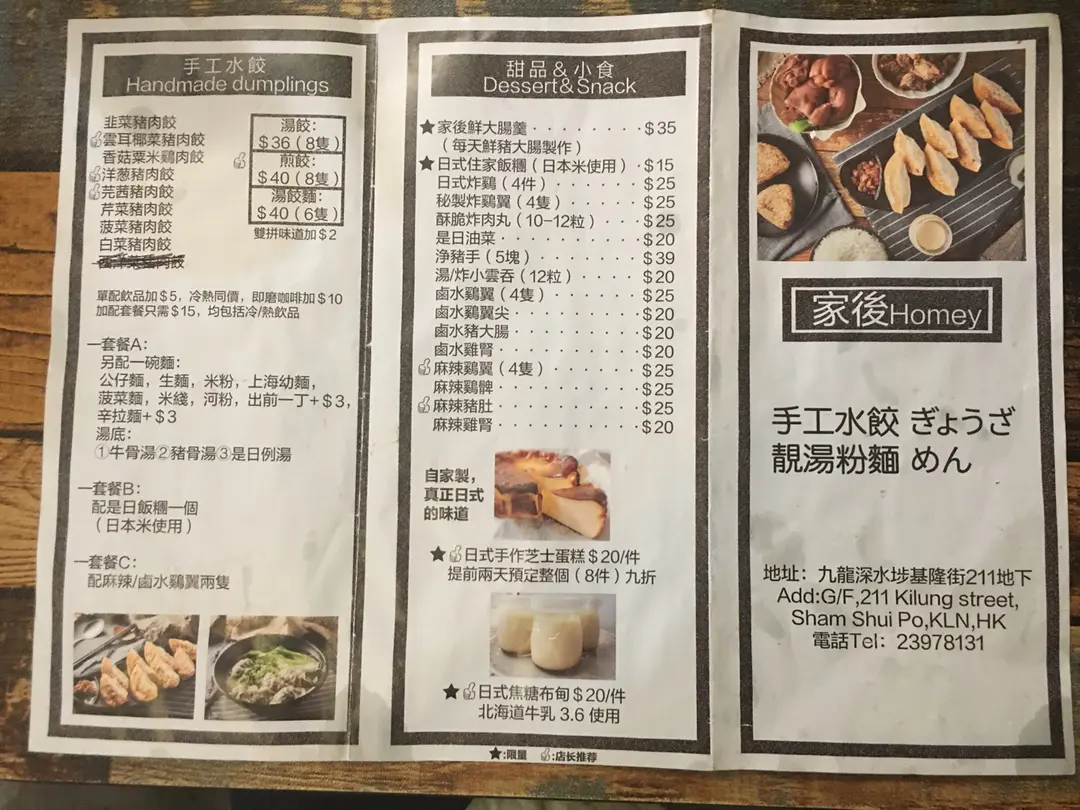 手工水餃
Handmade dumplings
韭菜豬肉餃
雲耳椰菜豬肉餃
香菇粟米鷄肉餃
洋葱豬肉餃
芫茜豬肉餃
芹菜豬肉餃
菠菜豬肉餃
白菜豬肉餃
西洋菜豬肉餃
湯餃:
$36(8隻)
煎餃:
$40(8隻)
湯餃麵:
$40(6隻)
雙拼味道加$2
單配飲品加$5，冷熱同價，即磨咖啡加$10
加配套餐只需$15，均包括冷/熱飲品
一套餐A:
另配一碗麵:
公仔麵，生麵，米粉，上海幼麵，
菠菜麵，米綫，河粉，出前一丁+$3，
辛拉麵+$3
湯底:
①牛骨湯②豬骨湯③是日例湯
一套餐B:
配是日飯糰一個
(日本米使用)
一套餐C:
配麻辣/鹵水鷄翼兩隻
甜品&小食
Dessert&Snack
★家後鮮大腸羹 · · · · · · · · $35
(每天鮮豬大腸製作)
★日式住家飯糰(日本米使用) · $15
日式炸鷄(4件) · · · · · · · $25
秘製炸鷄翼(4隻) · · · · · · $25
酥脆炸肉丸(10-12粒) · · · $25
是日油菜 · · · · · · · · · · $20
淨豬手(5塊) · · · · · · · · $39
湯/炸小雲吞(12粒) · · · · $20
鹵水鷄翼(4隻) · · · · · · · $25
鹵水鷄翼尖 · · · · · · · · · $20
鹵水豬大腸 · · · · · · · · · $20
鹵水雞腎 · · · · · · · · · · $20
麻辣鷄翼(4隻) · · · · · · · $25
麻辣鷄髀 · · · · · · · · · · $25
麻辣豬肚 · · · · · · · · · · $25
麻辣雞腎 · · · · · · · · · · $20
自家製，
真正日式
的味道
★日式手作芝士蛋糕$20/件
提前兩天預定整個(8件)九折
★日式焦糖布甸$20/件
北海道牛乳 3.6 使用
★:限量 :店长推荐
家後Homey
手工水餃 ぎょうざ
靚湯粉麵 めん
地址: 九龍深水埗基隆街211地下
Add:G/F,211 Kilung street,
Sham Shui Po,KLN,HK
電話Tel: 23978131